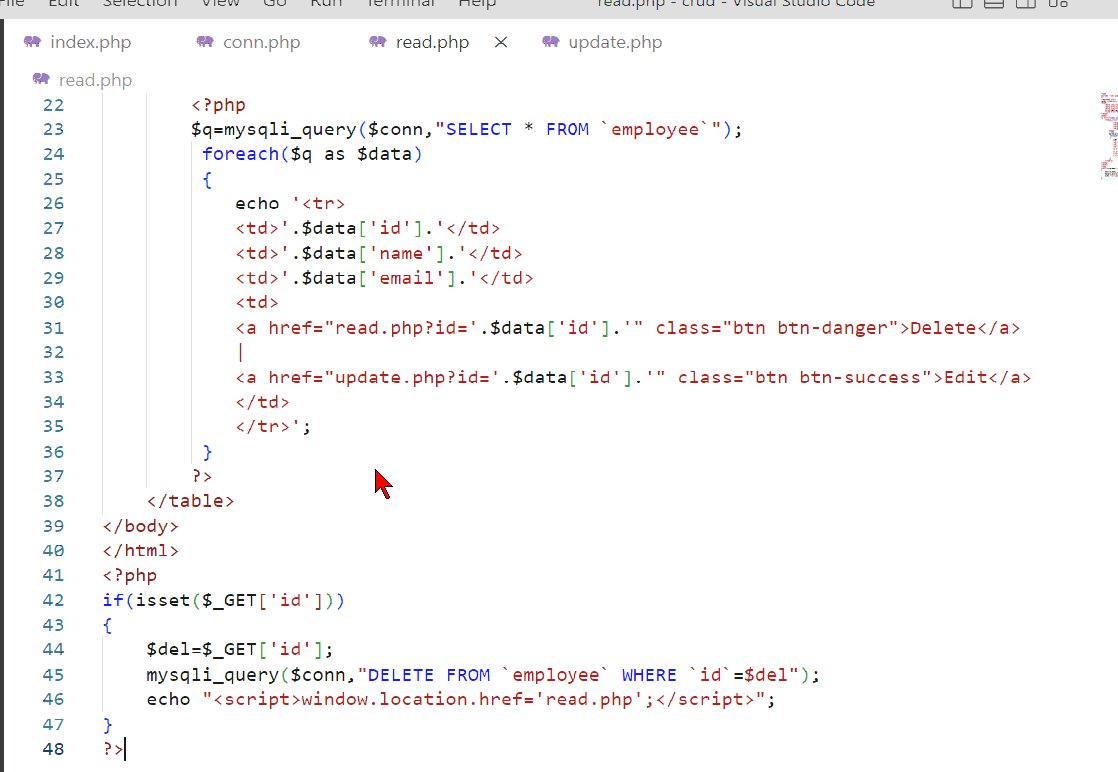 File Edit Selection View Go Run Terminal Help read.php - crud - Visual Studio Code
index.php conn.php read.php update.php
read.php
22 <?php
23 $q=mysqli_query($conn,"SELECT * FROM `employee`");
24 foreach($q as $data)
25 {
26 echo '<tr>
27 <td>'.$data['id'].'</td>
28 <td>'.$data['name'].'</td>
29 <td>'.$data['email'].'</td>
30 <td>
31 <a href="read.php?id='.$data['id'].'" class="btn btn-danger">Delete</a>
32 |
33 <a href="update.php?id='.$data['id'].'" class="btn btn-success">Edit</a>
34 </td>
35 </tr>';
36 }
37 ?>
38 </table>
39 </body>
40 </html>
41 <?php
42 if(isset($_GET['id']))
43 {
44 $del=$_GET['id'];
45 mysqli_query($conn,"DELETE FROM `employee` WHERE `id`=$del");
46 echo "<script>window.location.href='read.php';</script>";
47 }
48 ?>